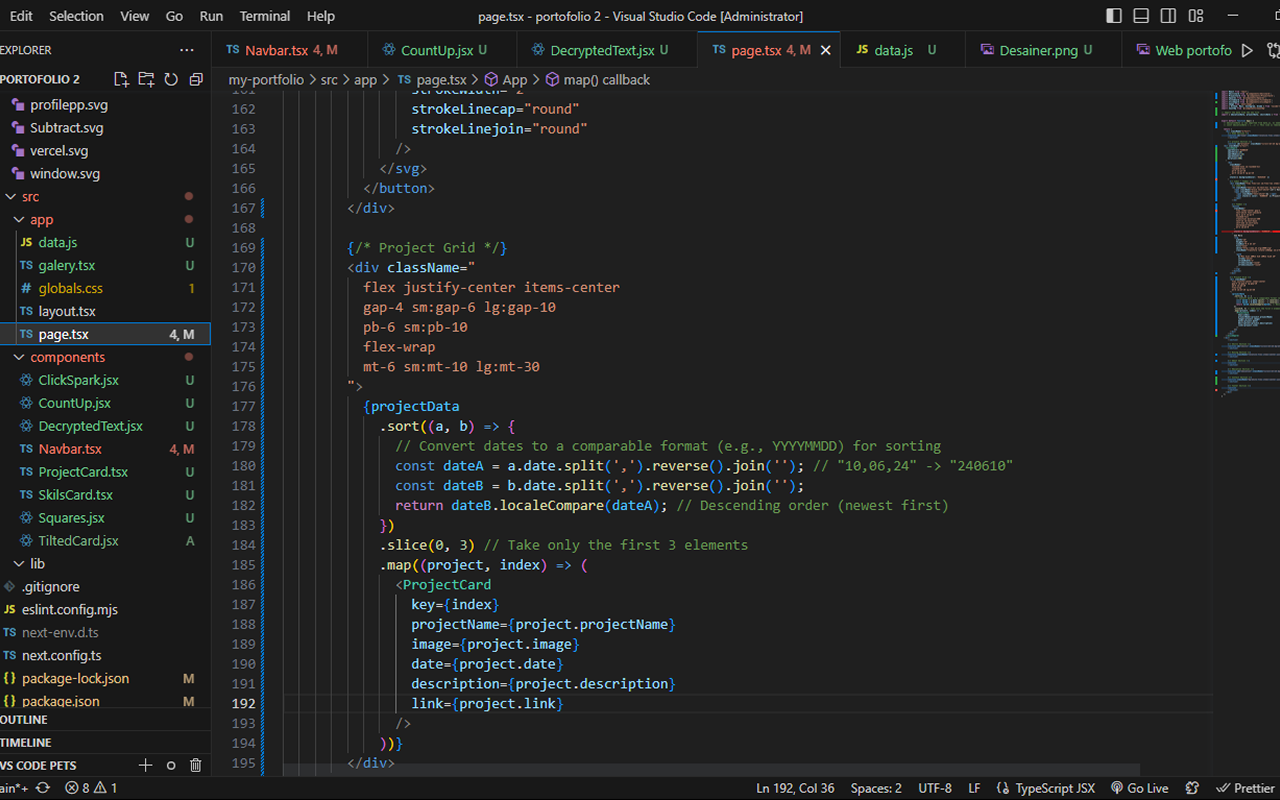 Edit Selection View Go Run Terminal Help
page.tsx - portofolio 2 - Visual Studio Code [Administrator]
EXPLORER ···
TS Navbar.tsx 4, M
CountUp.jsx U
DecryptedText.jsx U
TS page.tsx 4, M
JS data.js U
Desainer.png U
Web portofo
PORTOFOLIO 2
my-portfolio > src > app > TS page.tsx > App > map() callback
profilepp.svg
Subtract.svg
vercel.svg
window.svg
src
app
JS data.js U
TS galery.tsx U
# globals.css 1
TS layout.tsx
TS page.tsx 4, M
components
ClickSpark.jsx U
CountUp.jsx U
DecryptedText.jsx U
TS Navbar.tsx 4, M
TS ProjectCard.tsx U
TS SkilsCard.tsx U
Squares.jsx U
TiltedCard.jsx A
lib
.gitignore
JS eslint.config.mjs
TS next-env.d.ts
TS next.config.ts
{} package-lock.json M
{} package.json M
OUTLINE
TIMELINE
VS CODE PETS
161 strokeWidth="2"
162 strokeLinecap="round"
163 strokeLinejoin="round"
164 />
165 </svg>
166 </button>
167 </div>
168
169 {/* Project Grid */}
170 <div className="
171 flex justify-center items-center
172 gap-4 sm:gap-6 lg:gap-10
173 pb-6 sm:pb-10
174 flex-wrap
175 mt-6 sm:mt-10 lg:mt-30
176 ">
177 {projectData
178 .sort((a, b) => {
179 // Convert dates to a comparable format (e.g., YYYYMMDD) for sorting
180 const dateA = a.date.split(',').reverse().join(''); // "10,06,24" -> "240610"
181 const dateB = b.date.split(',').reverse().join('');
182 return dateB.localeCompare(dateA); // Descending order (newest first)
183 })
184 .slice(0, 3) // Take only the first 3 elements
185 .map((project, index) => (
186 <ProjectCard
187 key={index}
188 projectName={project.projectName}
189 image={project.image}
190 date={project.date}
191 description={project.description}
192 link={project.link}
193 />
194 ))}
195 </div>
ain*+ 8 1
Ln 192, Col 36 Spaces: 2 UTF-8 LF {} TypeScript JSX Go Live Prettier